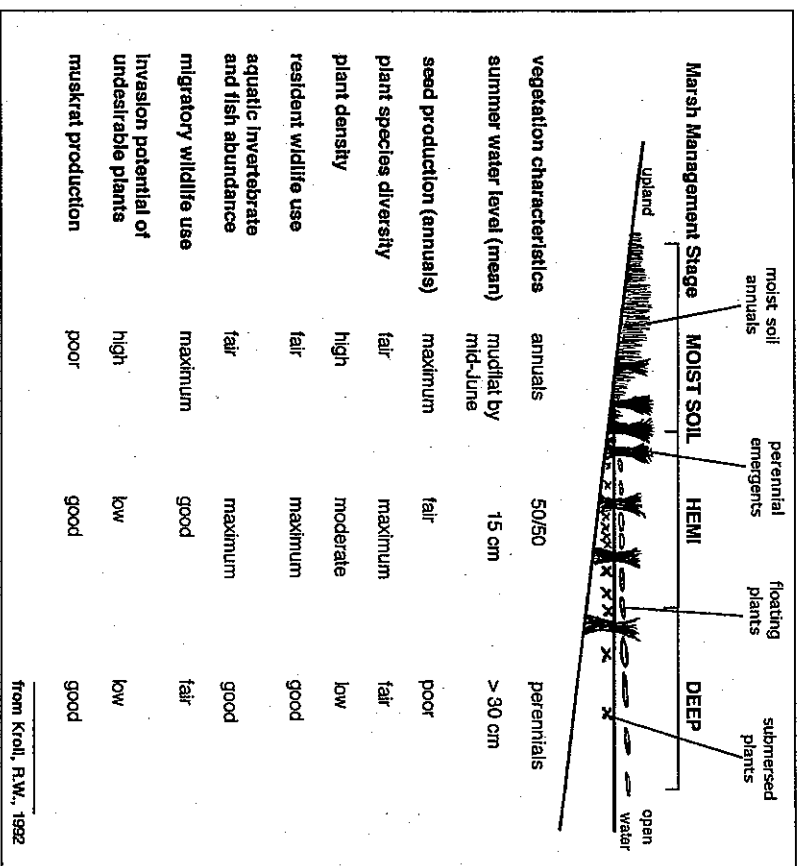 moist soil
annuals
perennial
emergents
floating
plants
submersed
plants
upland
open
water
Marsh Management Stage MOIST SOIL HEMI DEEP
vegetation characteristics annuals 50/50 perennials
summer water level (mean) mudflat by
mid-June 15 cm > 30 cm
seed production (annuals) maximum fair poor
plant species diversity fair maximum fair
plant density high moderate low
resident widlife use fair maximum good
aquatic invertebrate
and fish abundance fair maximum good
migratory wildlife use maximum good fair
invasion potential of
undesirable plants high low low
muskrat production poor good good
from Kroll, R.W., 1992